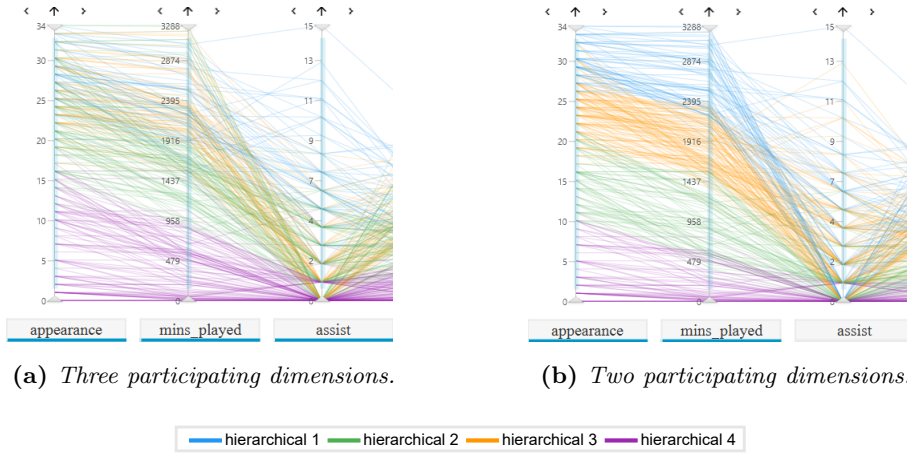 34 3288 15
30 2874 13
25 2395 11
20 1916 9
15 1437 7
10 958 4
5 479 2
0 0 0
appearance mins_played assist
(a) Three participating dimensions.
34 3288 15
30 2874 13
25 2395 11
20 1916 9
15 1437 7
10 958 4
5 479 2
0 0 0
appearance mins_played assist
(b) Two participating dimensions.
hierarchical 1 hierarchical 2 hierarchical 3 hierarchical 4